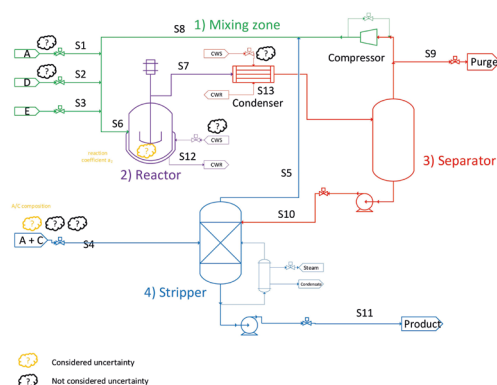 S8
1) Mixing zone
?
A
S1
Compressor
S9
Purge
?
D
S2
CWS
?
S7
E
S3
CWR
S13
Condenser
S6
?
CWS
?
reaction
S12
CWR
2) Reactor
S5
3) Separator
A/C composition
?
?
?
S10
A + C
S4
Steam
Condensate
4) Stripper
S11
Product
?
Considered uncertainty
?
Not considered uncertainty